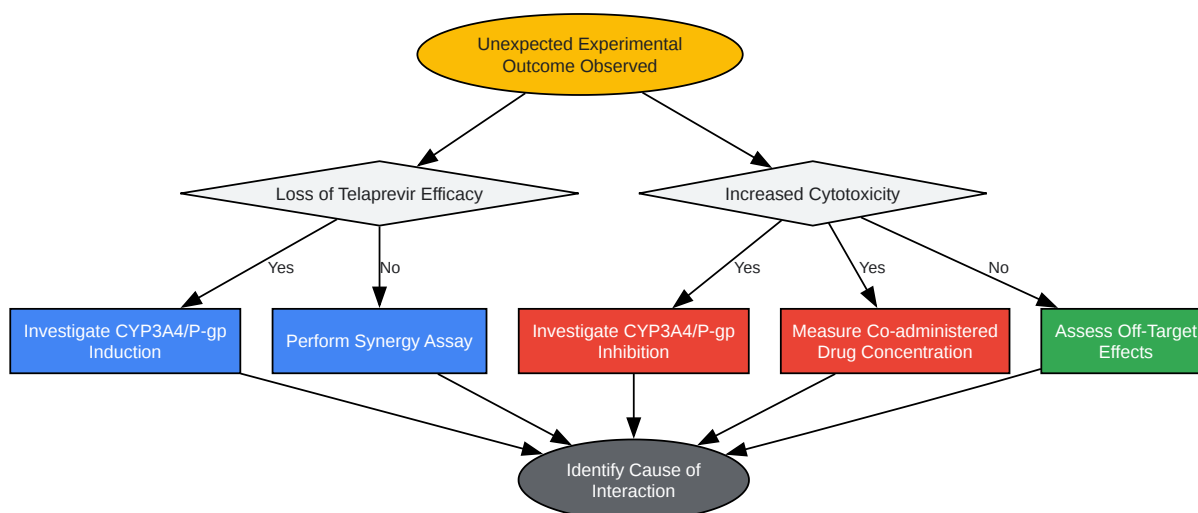 Unexpected Experimental
Outcome Observed
Loss of Telaprevir Efficacy
Increased Cytotoxicity
Yes
No
Yes
Yes
No
Investigate CYP3A4/P-gp
Induction
Perform Synergy Assay
Investigate CYP3A4/P-gp
Inhibition
Measure Co-administered
Drug Concentration
Assess Off-Target
Effects
Identify Cause of
Interaction